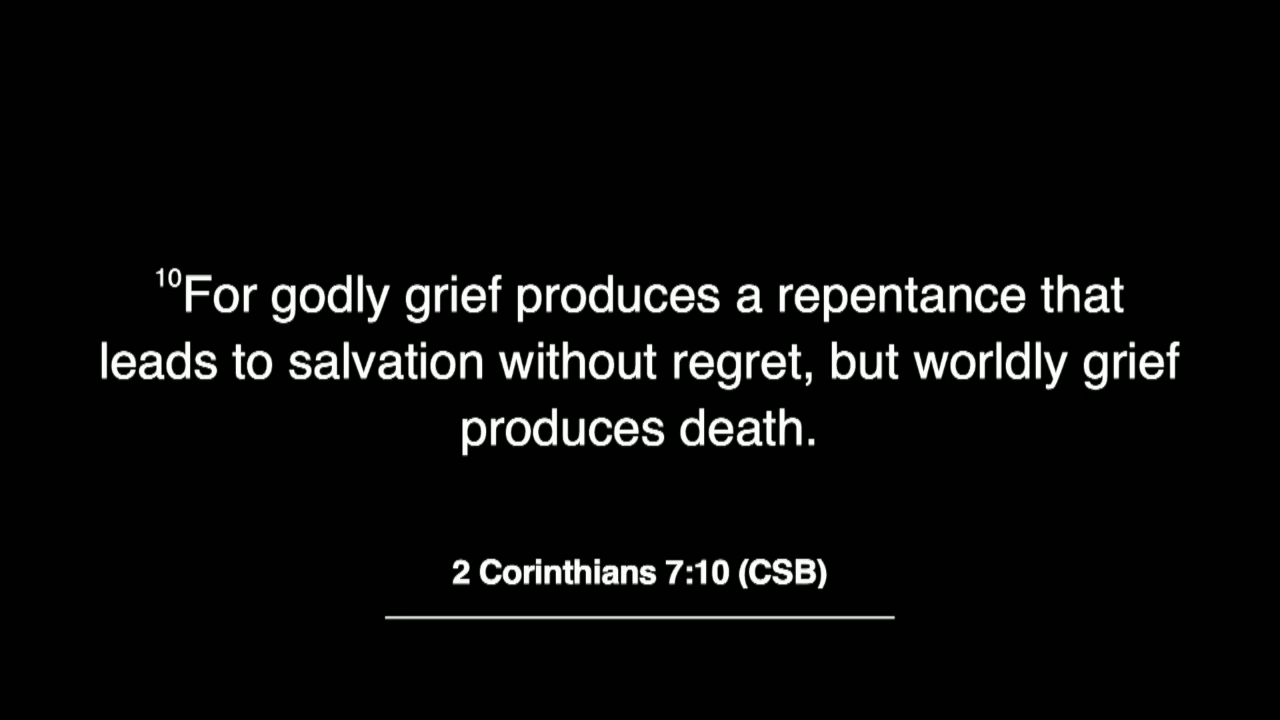 ¹⁰For godly grief produces a repentance that
leads to salvation without regret, but worldly grief
produces death.
2 Corinthians 7:10 (CSB)